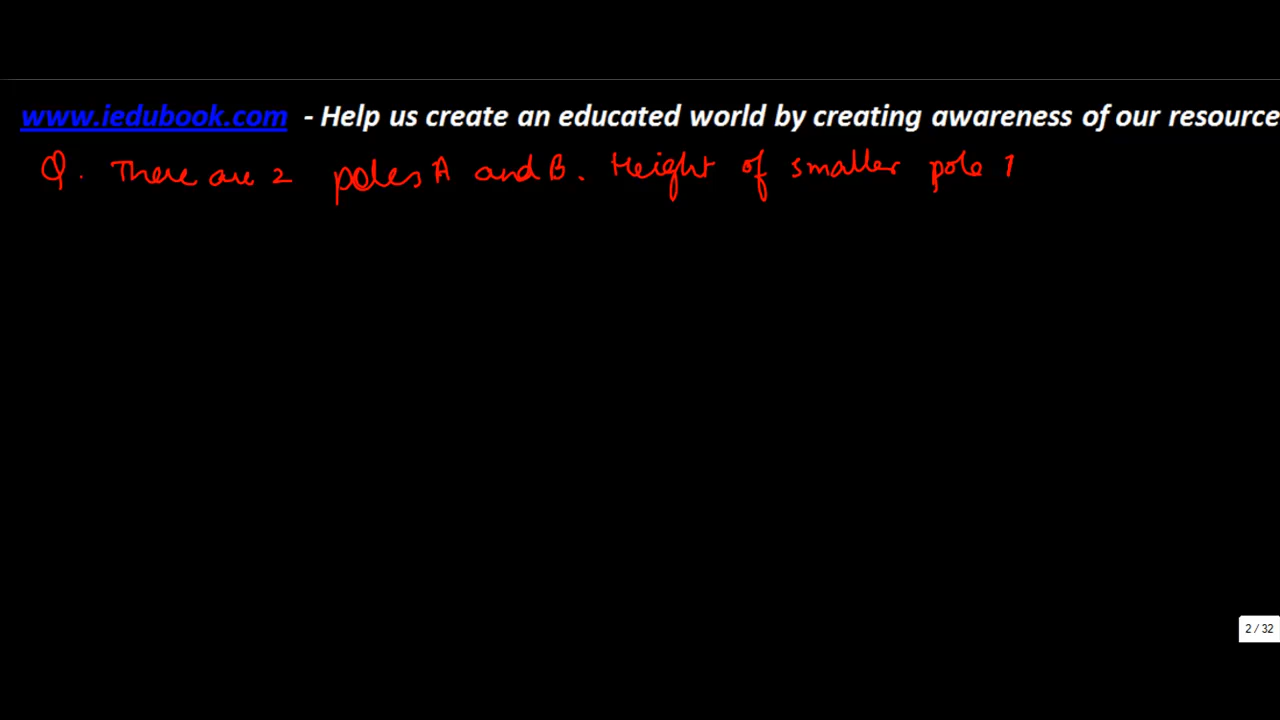 www.iedubook.com - Help us create an educated world by creating awareness of our resource
Q. There are 2 poles A and B. Height of smaller pole 1
2 / 32